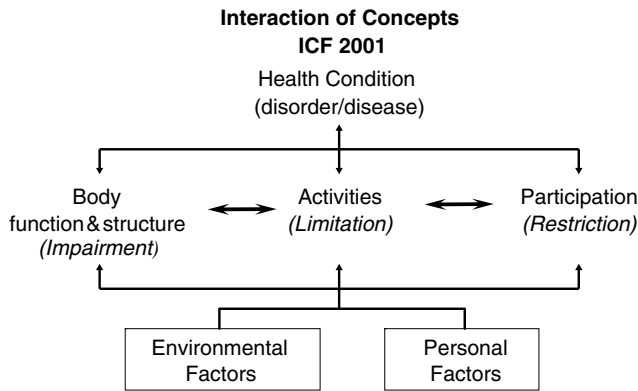 Interaction of Concepts
ICF 2001
Health Condition
(disorder/disease)
Body
function & structure
(Impairment)
Activities
(Limitation)
Participation
(Restriction)
Environmental
Factors
Personal
Factors